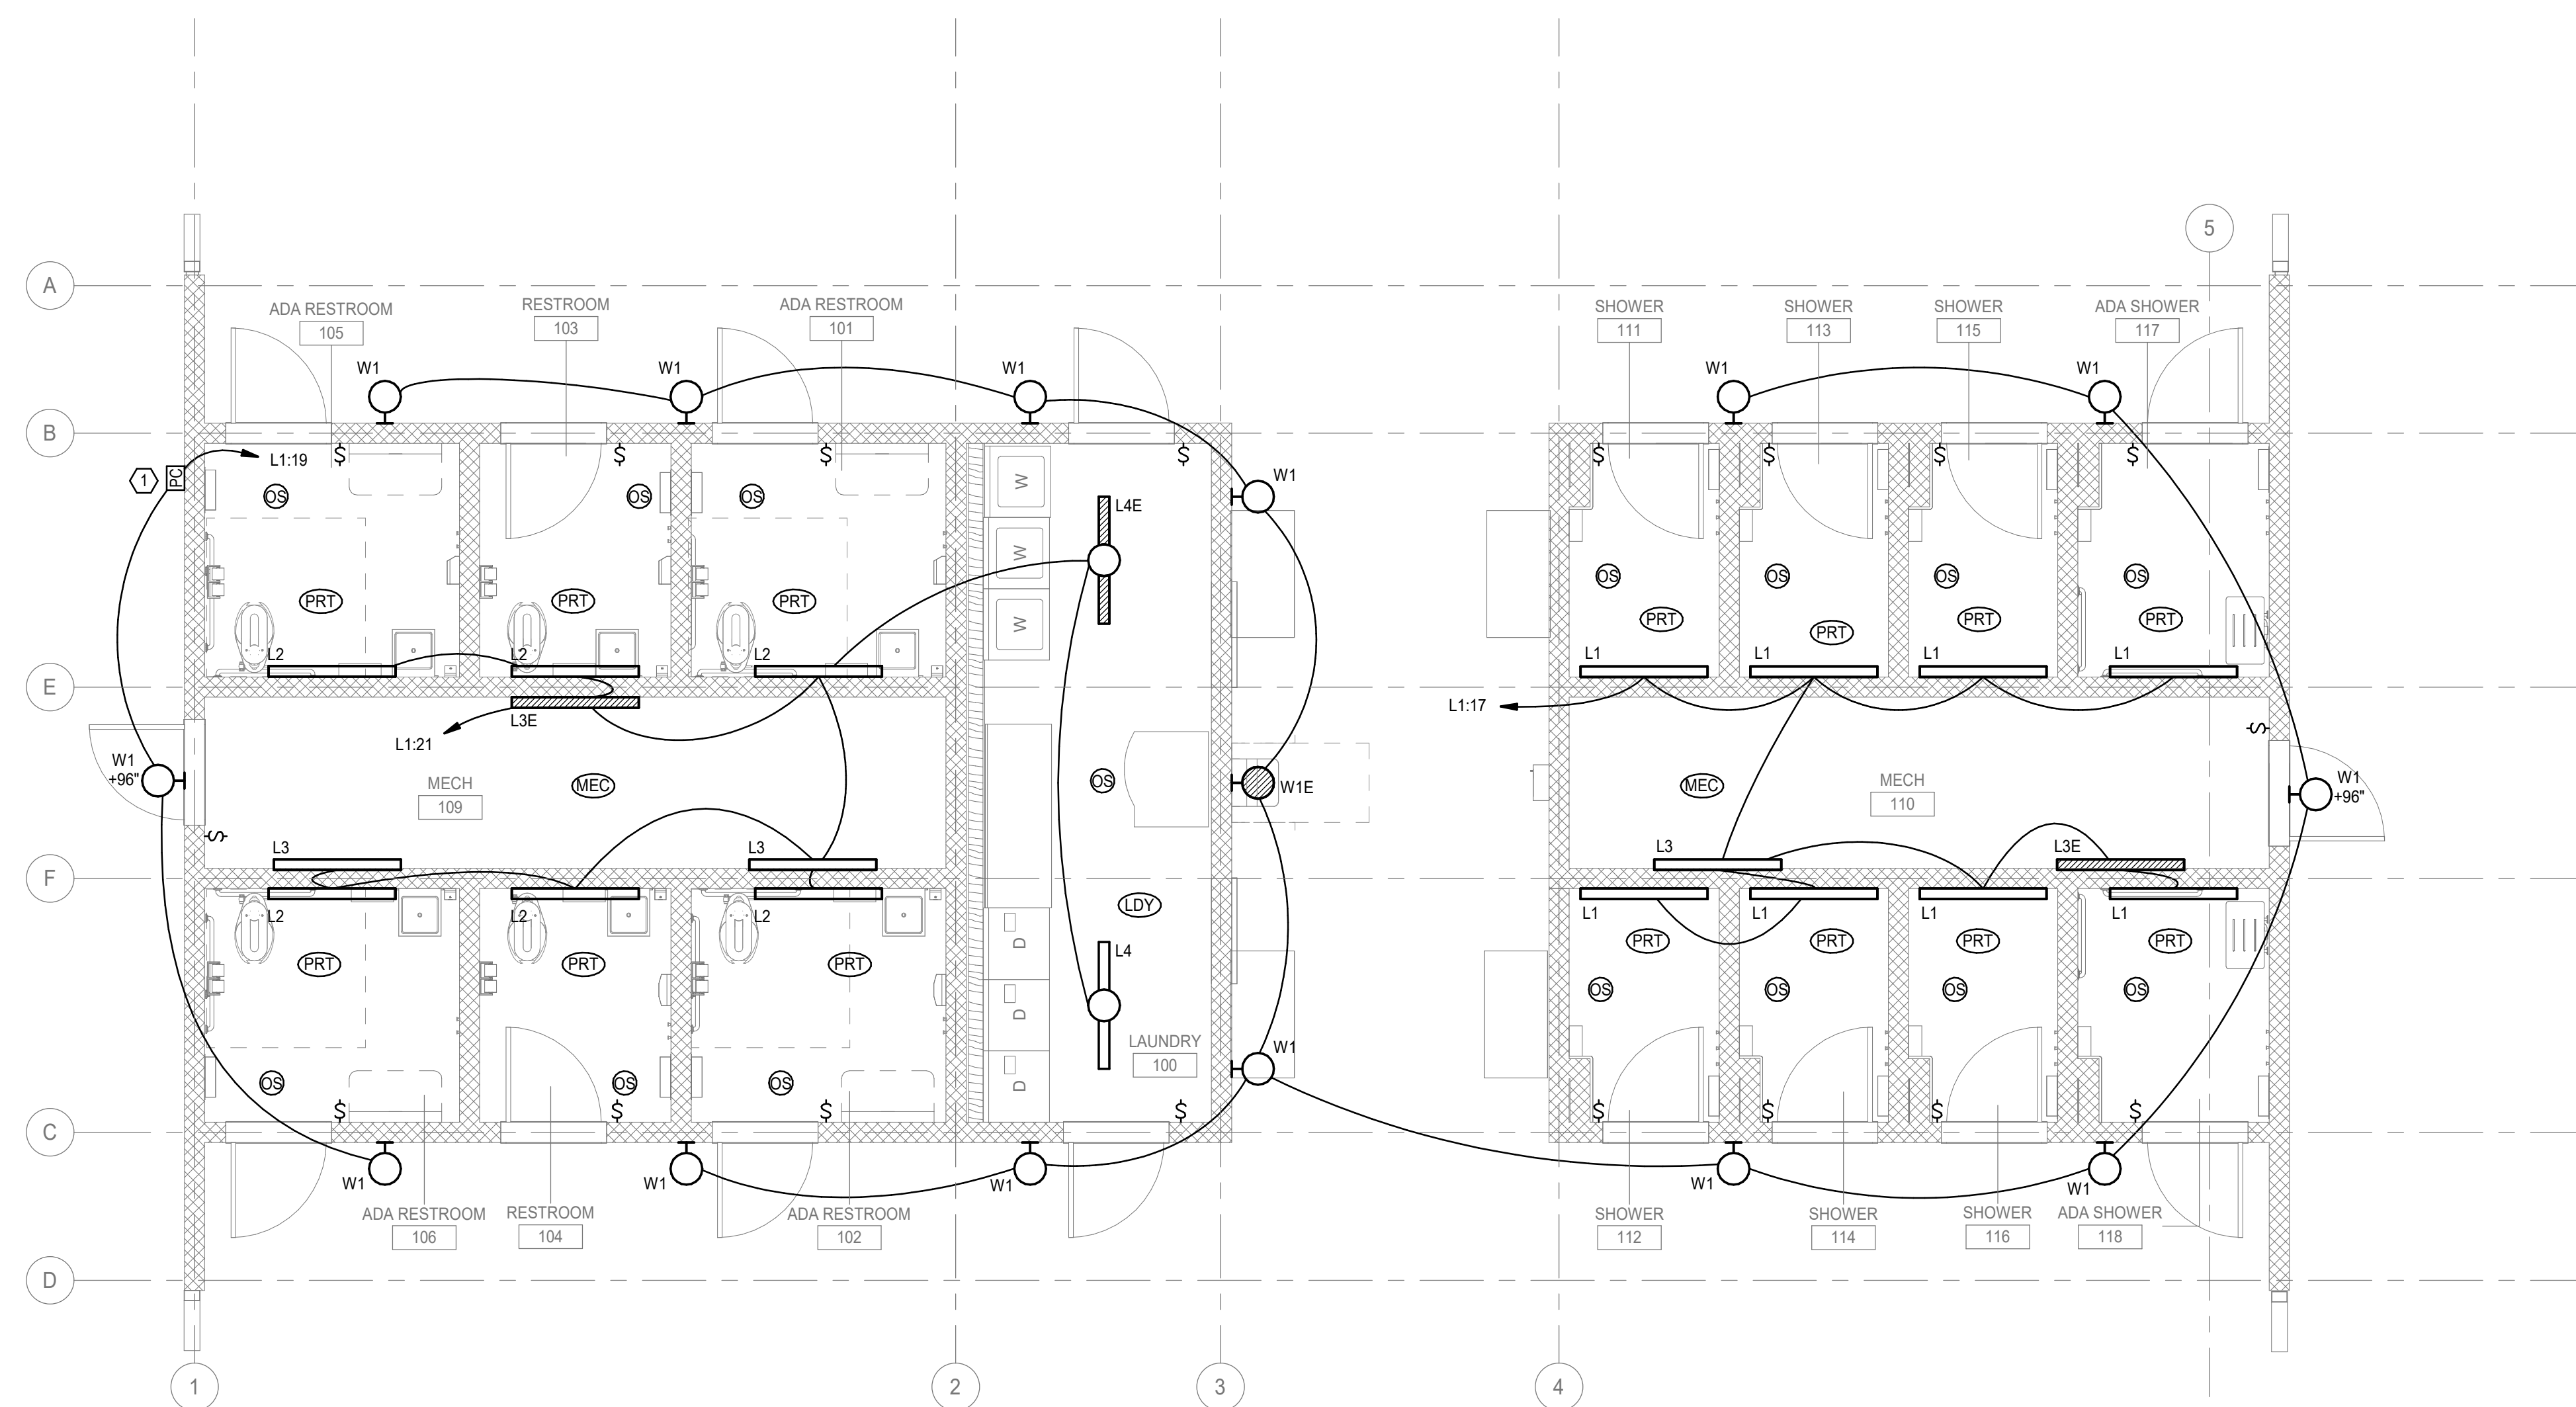 5
A
ADA RESTROOM
105
RESTROOM
103
ADA RESTROOM
101
SHOWER
111
SHOWER
113
SHOWER
115
ADA SHOWER
117
W1
W1
W1
W1
W1
B
1
PC
L1:19
$
$
$
$
$
$
$
$
OS
OS
OS
W
W1
L4E
W
OS
OS
OS
OS
PRT
PRT
PRT
W
PRT
PRT
PRT
PRT
L2
L2
L2
L1
L1
L1
L1
E
L3E
L1:21
L1:17
$
W1
+96"
MECH
109
MEC
OS
W1E
MEC
MECH
110
W1
+96"
$
L3
L3
L3
L3E
F
L2
L2
L2
LDY
L1
L1
L1
L1
PRT
PRT
PRT
D
L4
PRT
PRT
PRT
PRT
OS
OS
OS
OS
D
LAUNDRY
100
W1
OS
OS
OS
D
$
$
$
$
$
$
$
$
C
W1
W1
W1
W1
W1
ADA RESTROOM
106
RESTROOM
104
ADA RESTROOM
102
SHOWER
112
SHOWER
114
SHOWER
116
ADA SHOWER
118
D
1
2
3
4